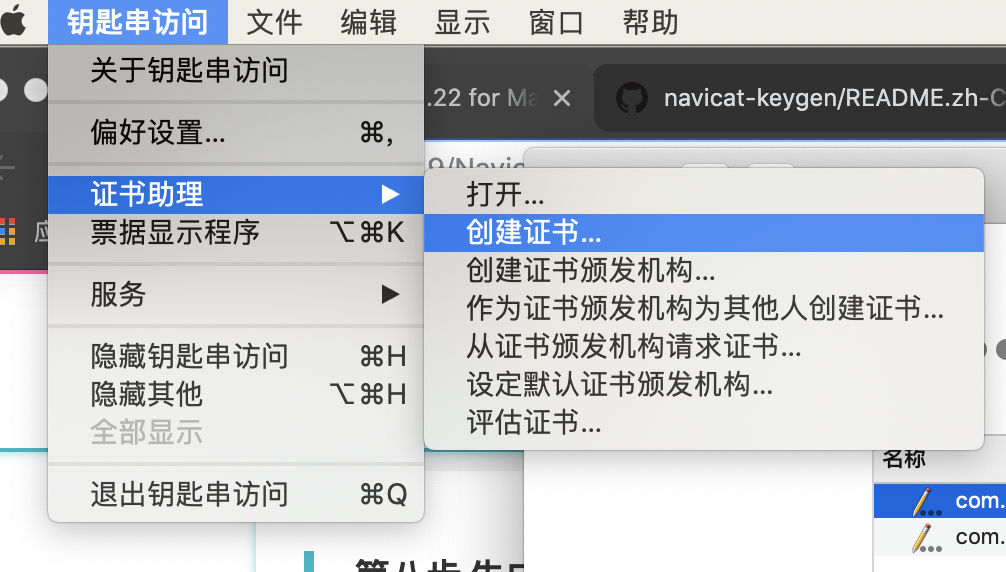 钥匙串访问 文件 编辑 显示 窗口 帮助
关于钥匙串访问
.22 for Ma
navicat-keygen/README.zh-C
偏好设置... ⌘,
9/Navic
证书助理 ▶
打开...
票据显示程序 ⌥⌘K
创建证书...
创建证书颁发机构...
服务 ▶
作为证书颁发机构为其他人创建证书...
从证书颁发机构请求证书...
隐藏钥匙串访问 ⌘H
设定默认证书颁发机构...
隐藏其他 ⌥⌘H
评估证书...
全部显示
名称
退出钥匙串访问 ⌘Q
com.
com.